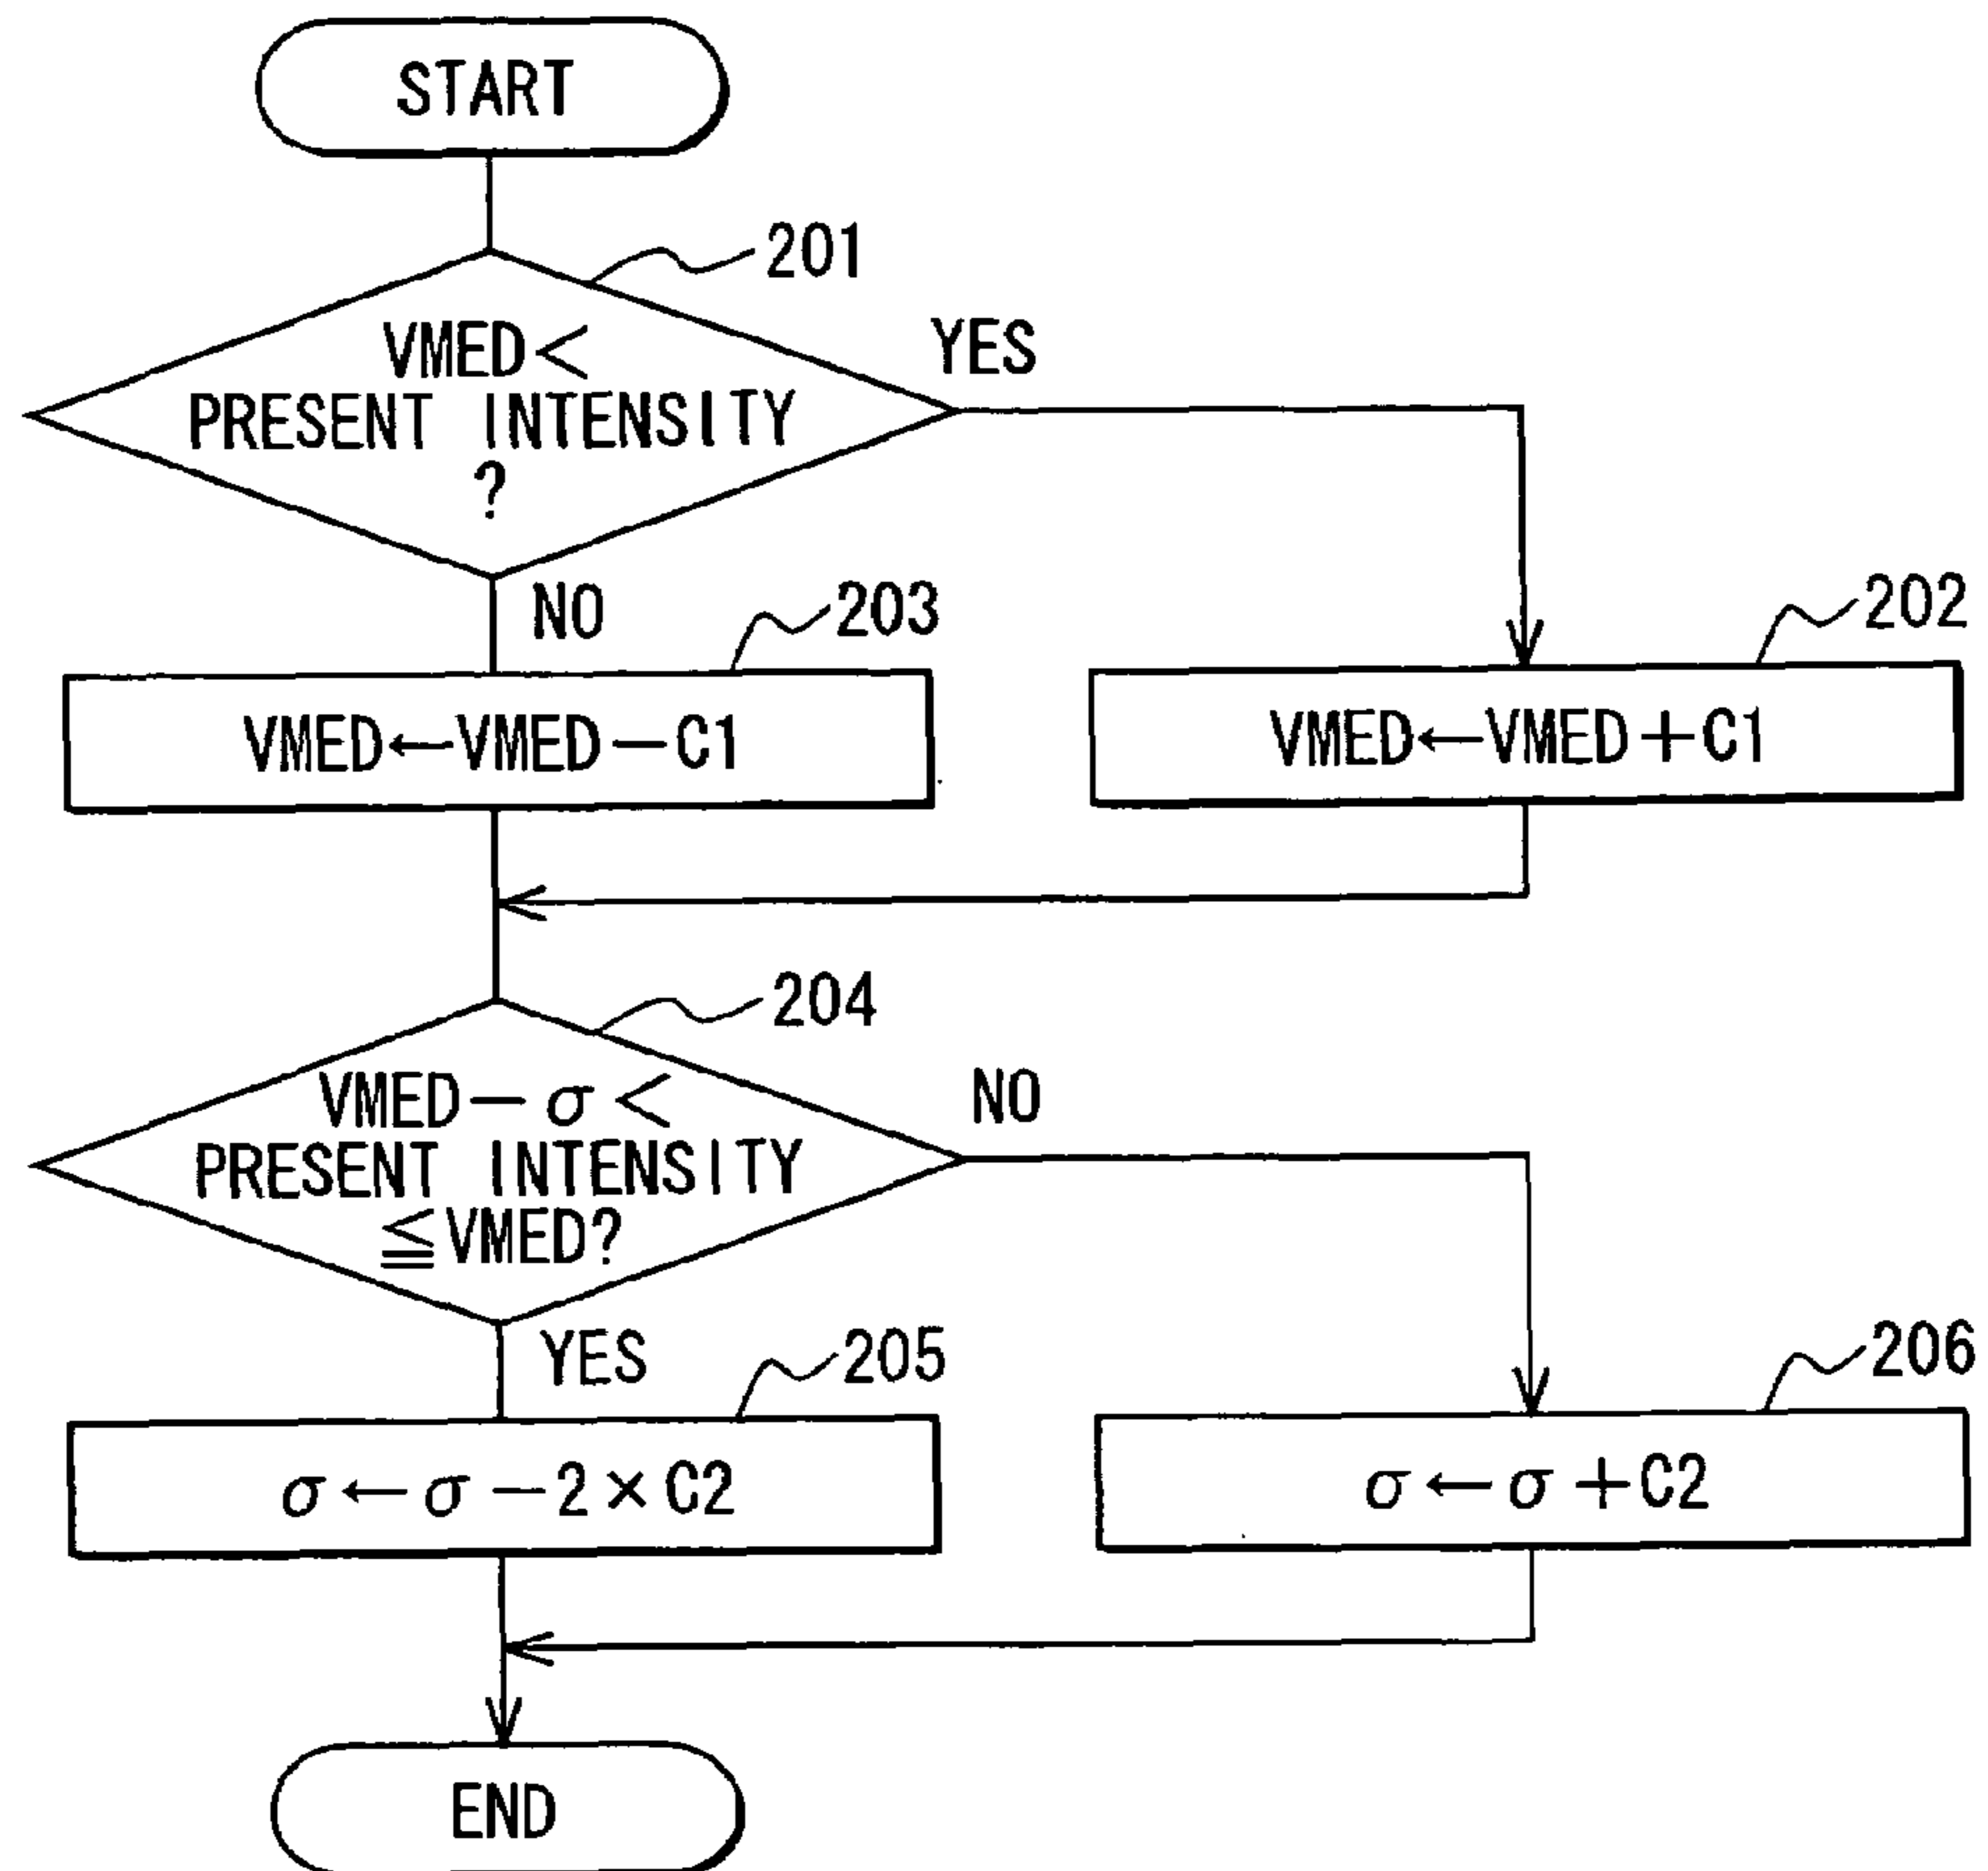 START
201
VMED<
PRESENT INTENSITY
?
YES
NO
203
202
VMED←VMED−C1
VMED←VMED+C1
204
VMED−σ<
PRESENT INTENSITY
≦VMED?
NO
YES
205
206
σ←σ−2×C2
σ←σ+C2
END